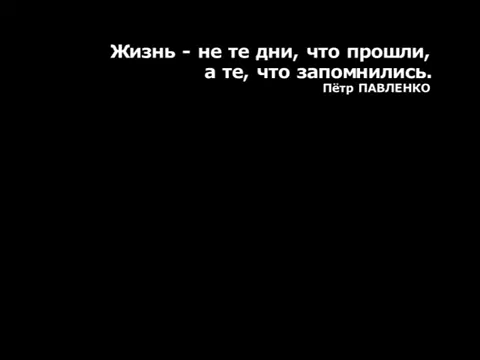 Жизнь - не те дни, что прошли,
а те, что запомнились.
Пётр ПАВЛЕНКО